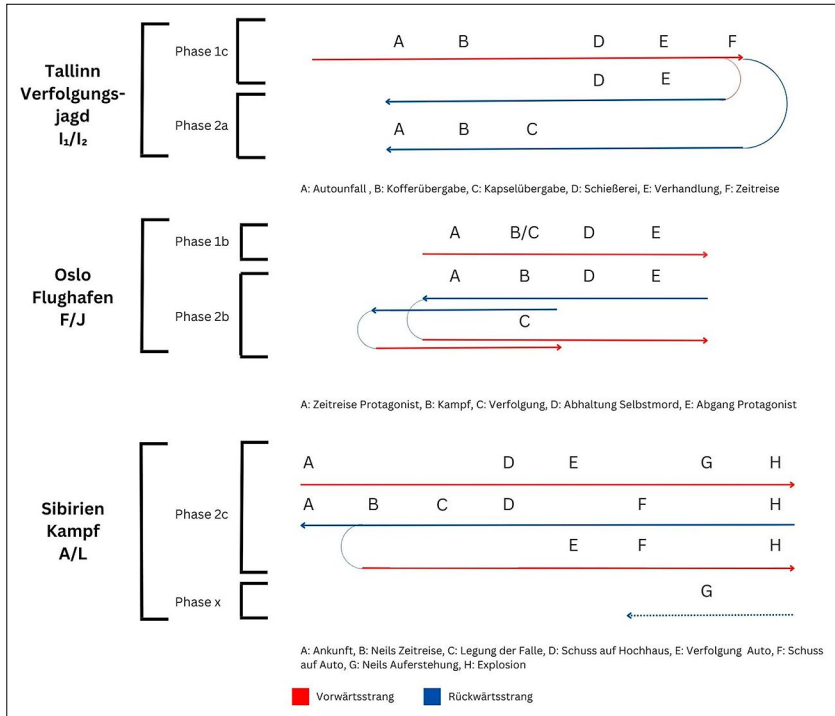 Tallinn
Verfolgungs-
jagd
I₁/I₂
Phase 1c
Phase 2a
A B D E F
D E
A B C
A: Autounfall , B: Kofferübergabe, C: Kapselübergabe, D: Schießerei, E: Verhandlung, F: Zeitreise
Oslo
Flughafen
F/J
Phase 1b
Phase 2b
A B/C D E
A B D E
C
A: Zeitreise Protagonist, B: Kampf, C: Verfolgung, D: Abhaltung Selbstmord, E: Abgang Protagonist
Sibirien
Kampf
A/L
Phase 2c
Phase x
A D E G H
A B C D F H
E F H
G
A: Ankunft, B: Neils Zeitreise, C: Legung der Falle, D: Schuss auf Hochhaus, E: Verfolgung Auto, F: Schuss
auf Auto, G: Neils Auferstehung, H: Explosion
Vorwärtsstrang
Rückwärtsstrang